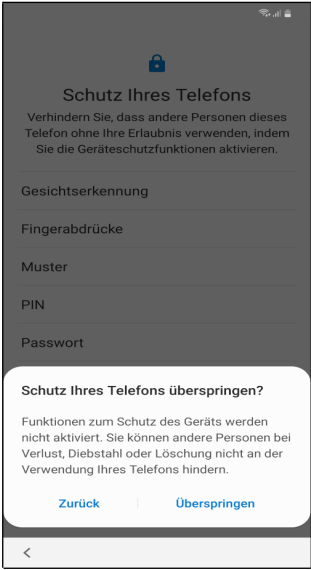 Schutz Ihres Telefons
Verhindern Sie, dass andere Personen dieses
Telefon ohne Ihre Erlaubnis verwenden, indem
Sie die Geräteschutzfunktionen aktivieren.
Gesichtserkennung
Fingerabdrücke
Muster
PIN
Passwort
Schutz Ihres Telefons überspringen?
Funktionen zum Schutz des Geräts werden
nicht aktiviert. Sie können andere Personen bei
Verlust, Diebstahl oder Löschung nicht an der
Verwendung Ihres Telefons hindern.
Zurück Überspringen